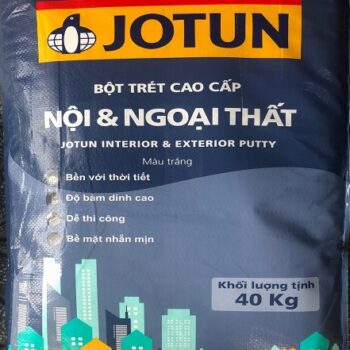 JOTUN
BỘT TRÉT CAO CẤP
NỘI & NGOẠI THẤT
JOTUN INTERIOR & EXTERIOR PUTTY
Màu trắng
Bền với thời tiết
Độ bám dính cao
Dễ thi công
Bề mặt nhẵn mịn
Khối lượng tịnh
40 Kg